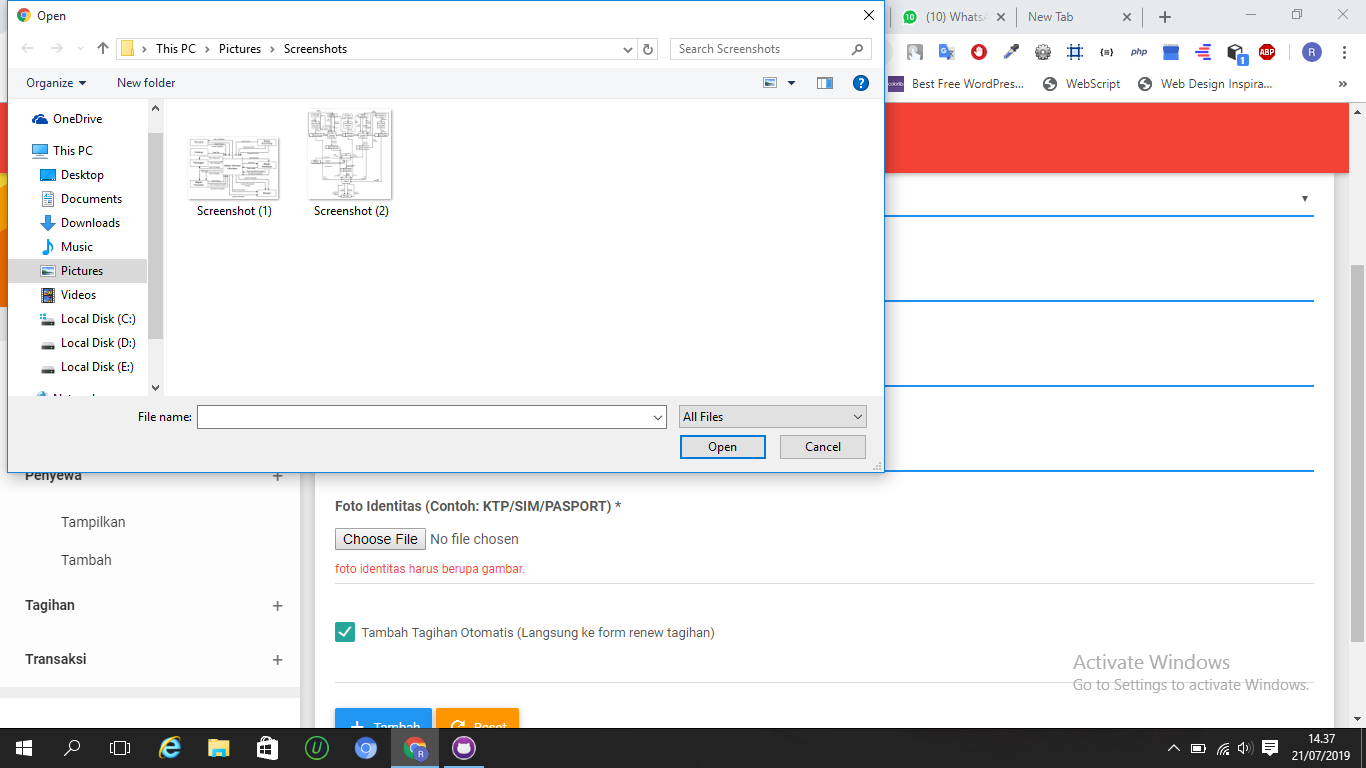 Open
(10) WhatsA
New Tab
This PC
Pictures
Screenshots
Search Screenshots
php
1
ABP
R
Organize
New folder
Best Free WordPres...
WebScript
Web Design Inspira...
OneDrive
This PC
Desktop
Documents
Downloads
Music
Pictures
Videos
Local Disk (C:)
Local Disk (D:)
Local Disk (E:)
Screenshot (1)
Screenshot (2)
File name:
All Files
Open
Cancel
Penyewa
Tampilkan
Tambah
Tagihan
Transaksi
Foto Identitas (Contoh: KTP/SIM/PASPORT) *
Choose File No file chosen
foto identitas harus berupa gambar.
Tambah Tagihan Otomatis (Langsung ke form renew tagihan)
Tambah
Reset
Activate Windows
Go to Settings to activate Windows.
14.37
21/07/2019